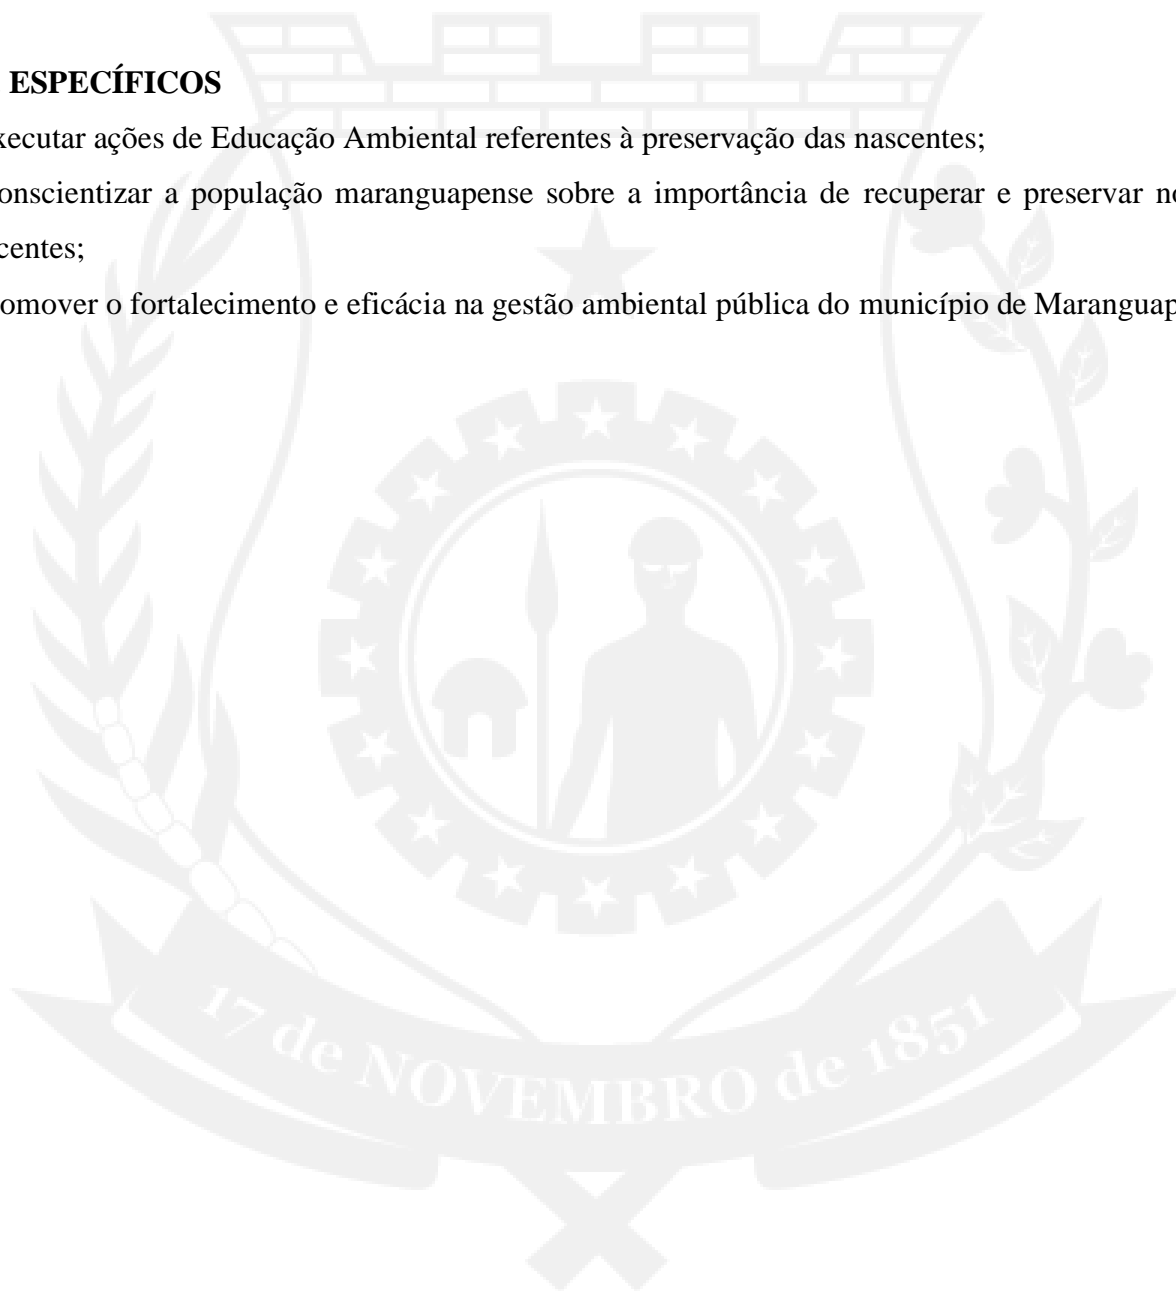 ESPECÍFICOS
xecutar ações de Educação Ambiental referentes à preservação das nascentes;
onscientizar a população maranguapense sobre a importância de recuperar e preservar no
centes;
omover o fortalecimento e eficácia na gestão ambiental pública do município de Maranguap
17 de NOVEMBRO de 1851